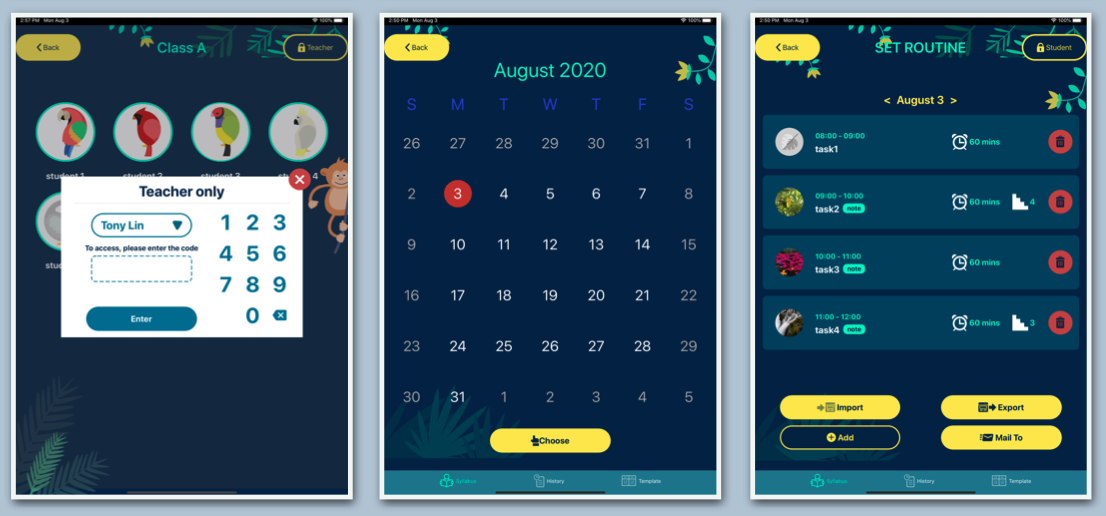 2:57 PM Mon Aug 3
100%
Back
Class A
Teacher
student 1
student 2
student 3
4
Teacher only
Tony Lin
To access, please enter the code
1 2 3
4 5 6
7 8 9
0
Enter
2:50 PM Mon Aug 3
100%
Back
August 2020
S M T W T F S
26 27 28 29 30 31 1
2 3 4 5 6 7 8
9 10 11 12 13 14 15
16 17 18 19 20 21 22
23 24 25 26 27 28 29
30 31 1 2 3 4 5
Choose
Syllabus
History
Template
2:50 PM Mon Aug 3
100%
Back
SET ROUTINE
Student
< August 3 >
08:00 - 09:00
task1
60 mins
09:00 - 10:00
task2 note
60 mins
4
10:00 - 11:00
task3 note
60 mins
11:00 - 12:00
task4 note
60 mins
3
Import
Export
Add
Mail To
Syllabus
History
Template